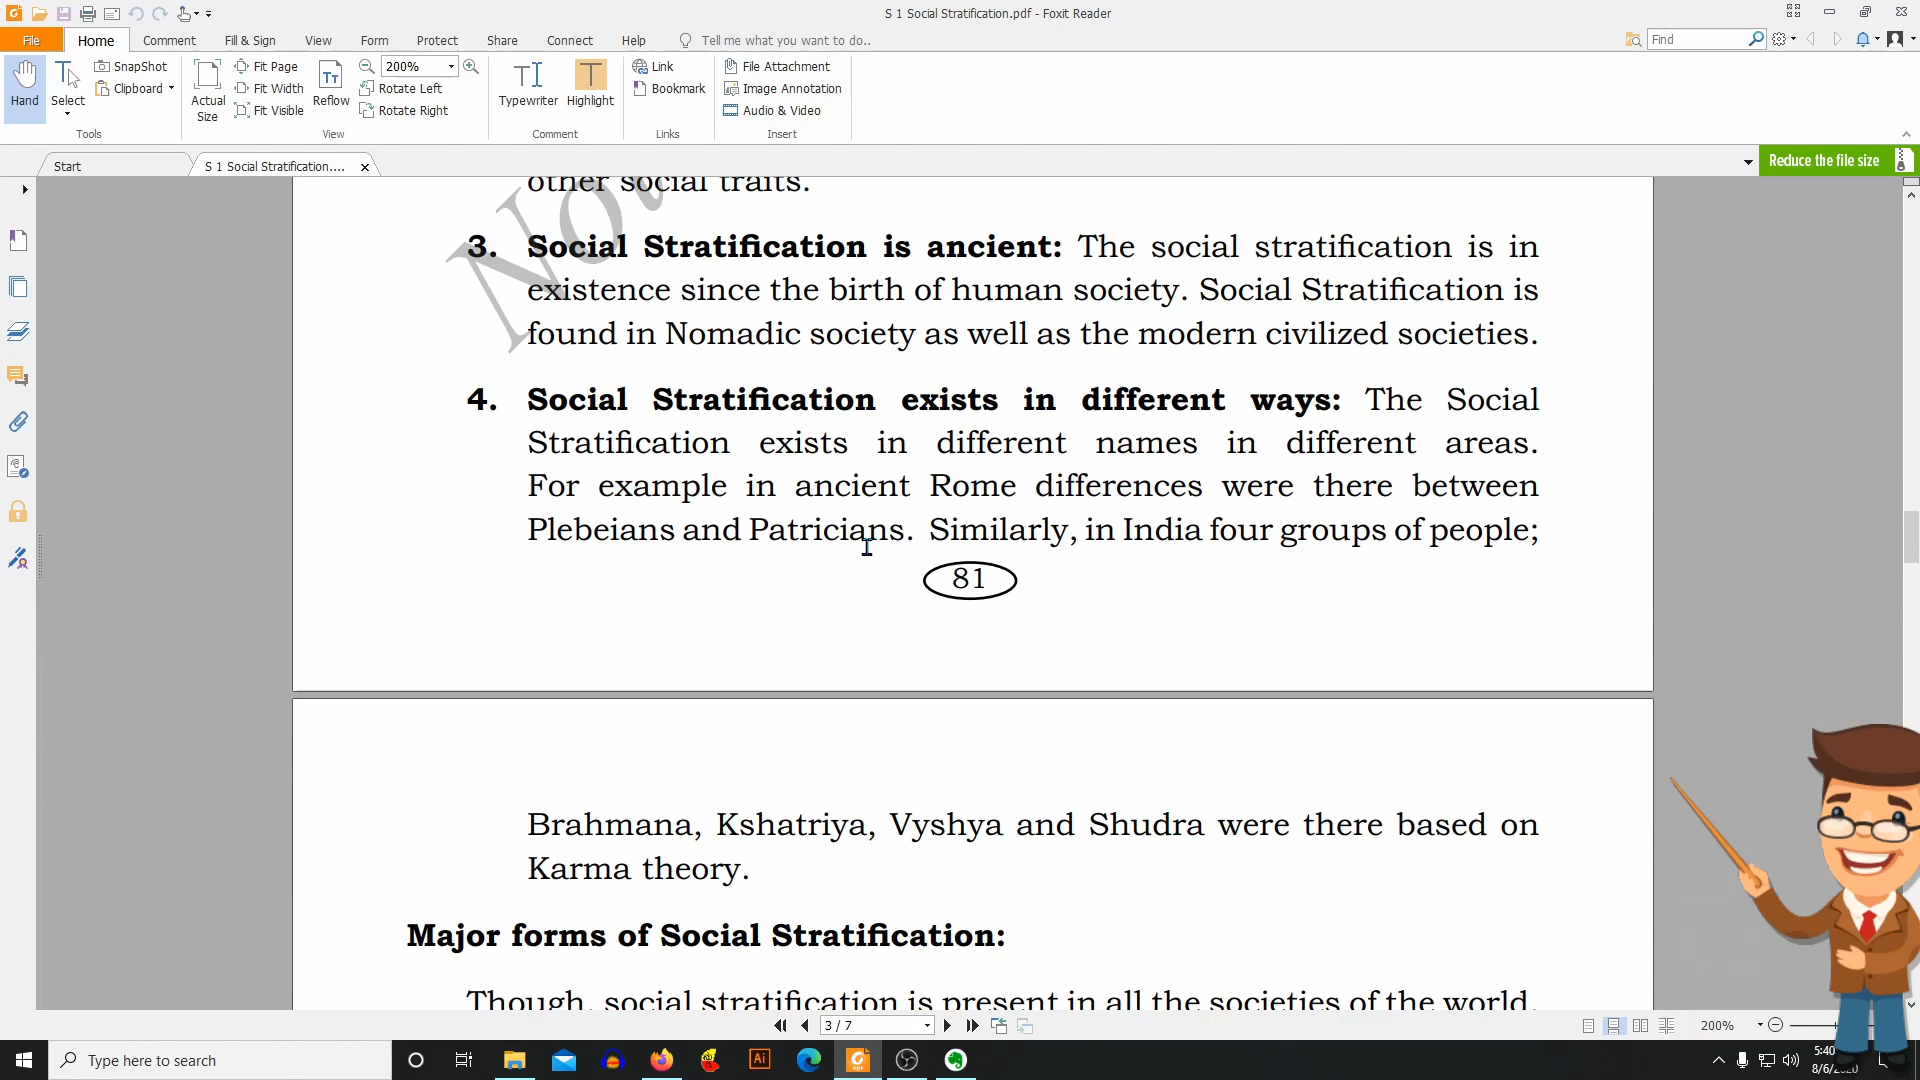 S 1 Social Stratification.pdf - Foxit Reader
File Home Comment Fill & Sign View Form Protect Share Connect Help Tell me what you want to do.. Find
Hand
Select
SnapShot
Clipboard
Tools
Actual
Size
Fit Page
Fit Width
Fit Visible
Reflow
200%
Rotate Left
Rotate Right
View
Typewriter
Highlight
Comment
Link
Bookmark
Links
File Attachment
Image Annotation
Audio & Video
Insert
Start
S 1 Social Stratification....
Reduce the file size
other social traits.
Not
3. Social Stratification is ancient: The social stratification is in
existence since the birth of human society. Social Stratification is
found in Nomadic society as well as the modern civilized societies.
4. Social Stratification exists in different ways: The Social
Stratification exists in different names in different areas.
For example in ancient Rome differences were there between
Plebeians and Patricians. Similarly, in India four groups of people;
81
Brahmana, Kshatriya, Vyshya and Shudra were there based on
Karma theory.
Major forms of Social Stratification:
Though, social stratification is present in all the societies of the world.
3 / 7
200%
Type here to search
Ai
5:40